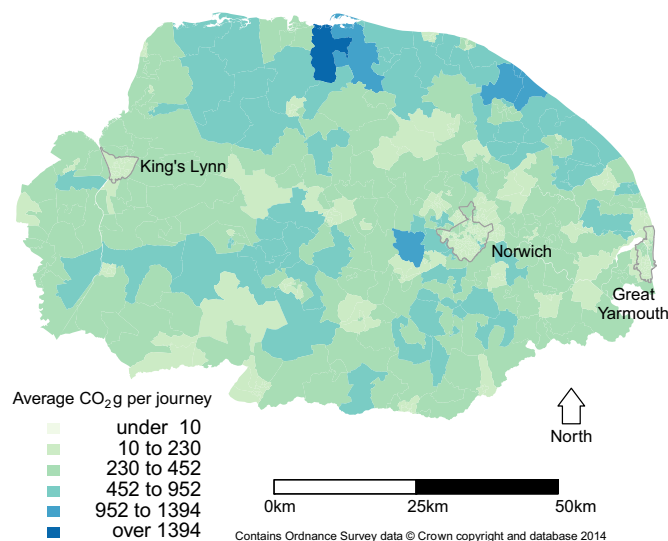 King's Lynn
Norwich
Great
Yarmouth
Average CO₂g per journey
under 10
10 to 230
230 to 452
452 to 952
952 to 1394
over 1394
North
0km 25km 50km
Contains Ordnance Survey data © Crown copyright and database 2014